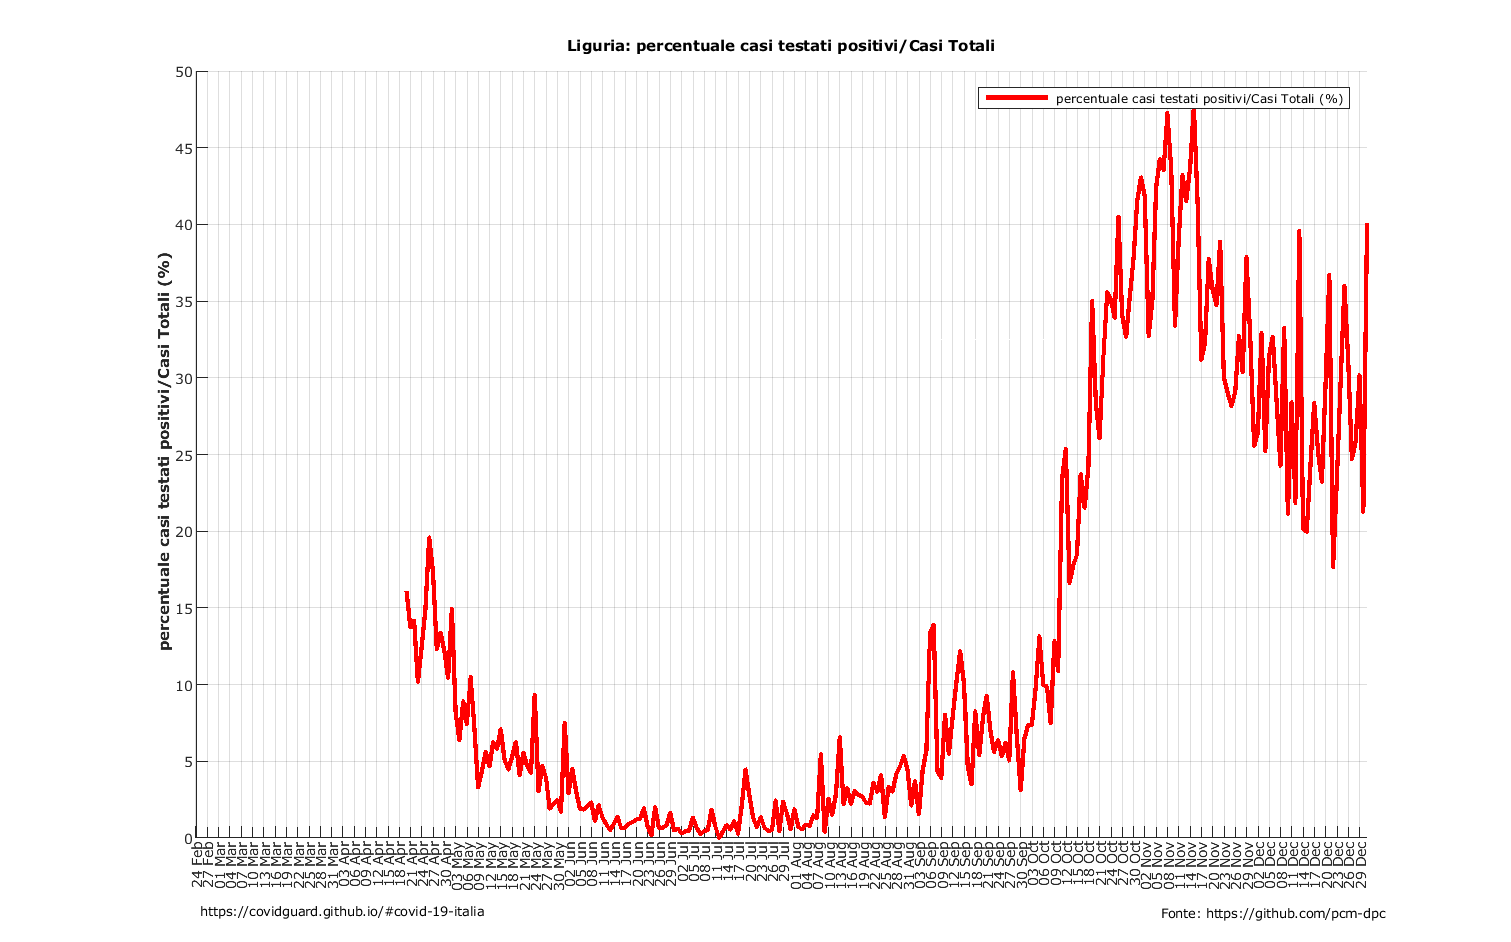 Liguria: percentuale casi testati positivi/Casi Totali
percentuale casi testati positivi/Casi Totali (%)
percentuale casi testati positivi/Casi Totali (%)
50
45
40
35
30
25
20
15
10
5
0
24 Feb
27 Feb
01 Mar
04 Mar
07 Mar
10 Mar
13 Mar
16 Mar
19 Mar
22 Mar
25 Mar
28 Mar
31 Mar
03 Apr
06 Apr
09 Apr
12 Apr
15 Apr
18 Apr
21 Apr
24 Apr
27 Apr
30 Apr
03 May
06 May
09 May
12 May
15 May
18 May
21 May
24 May
27 May
30 May
02 Jun
05 Jun
08 Jun
11 Jun
14 Jun
17 Jun
20 Jun
23 Jun
26 Jun
29 Jun
02 Jul
05 Jul
08 Jul
11 Jul
14 Jul
17 Jul
20 Jul
23 Jul
26 Jul
29 Jul
01 Aug
04 Aug
07 Aug
10 Aug
13 Aug
16 Aug
19 Aug
22 Aug
25 Aug
28 Aug
31 Aug
03 Sep
06 Sep
09 Sep
12 Sep
15 Sep
18 Sep
21 Sep
24 Sep
27 Sep
30 Sep
03 Oct
06 Oct
09 Oct
12 Oct
15 Oct
18 Oct
21 Oct
24 Oct
27 Oct
30 Oct
02 Nov
05 Nov
08 Nov
11 Nov
14 Nov
17 Nov
20 Nov
23 Nov
26 Nov
29 Nov
02 Dec
05 Dec
08 Dec
11 Dec
14 Dec
17 Dec
20 Dec
23 Dec
26 Dec
29 Dec
https://covidguard.github.io/#covid-19-italia
Fonte: https://github.com/pcm-dpc